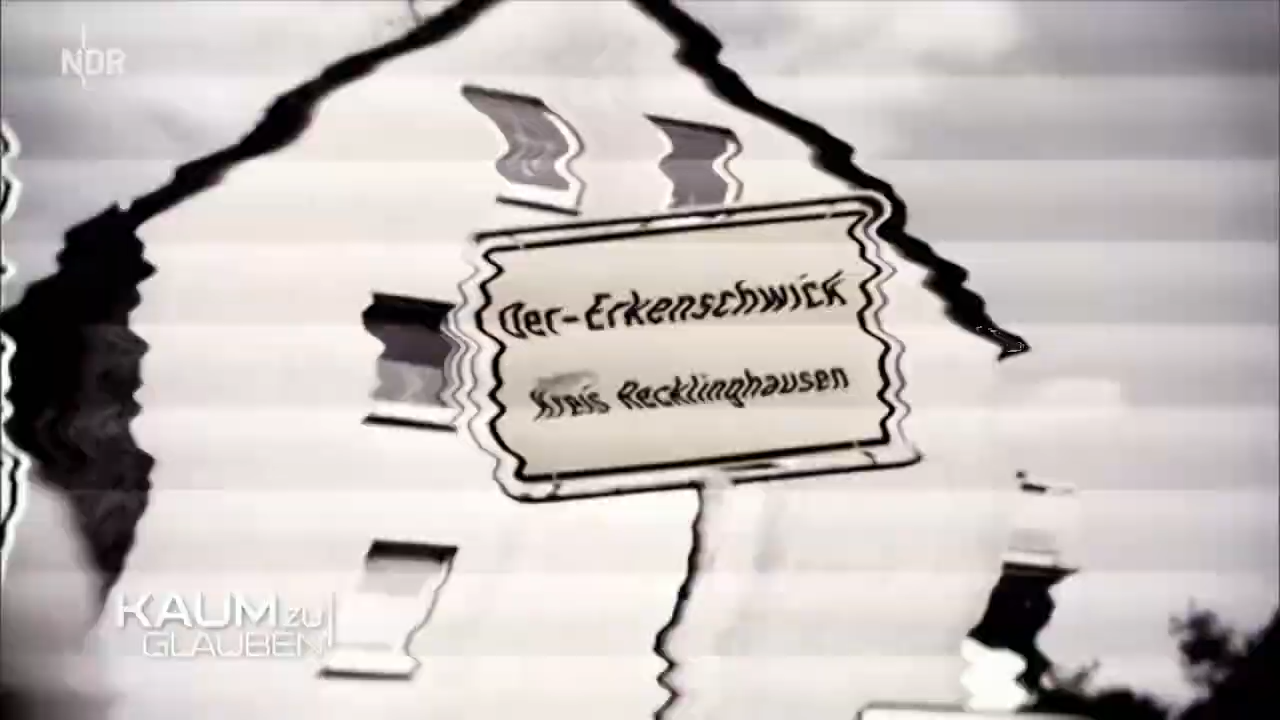 NDR
Oer-Erkenschwick
Kreis Recklinghausen
KAUM ZU
GLAUBEN!